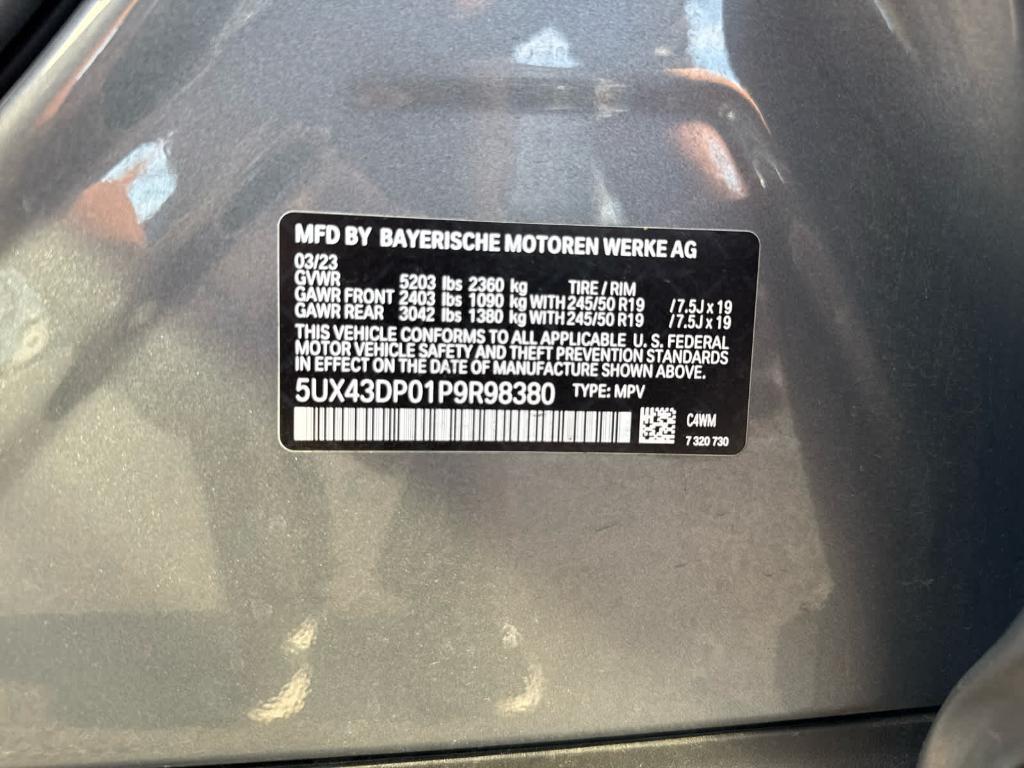 MFD BY BAYERISCHE MOTOREN WERKE AG
03/23
GVWR 5203 lbs 2360 kg TIRE / RIM
GAWR FRONT 2403 lbs 1090 kg WITH 245/50 R19 / 7.5J x 19
GAWR REAR 3042 lbs 1380 kg WITH 245/50 R19 / 7.5J x 19
THIS VEHICLE CONFORMS TO ALL APPLICABLE U. S. FEDERAL
MOTOR VEHICLE SAFETY AND THEFT PREVENTION STANDARDS
IN EFFECT ON THE DATE OF MANUFACTURE SHOWN ABOVE.
5UX43DP01P9R98380 TYPE: MPV
C4WM
7 320 730